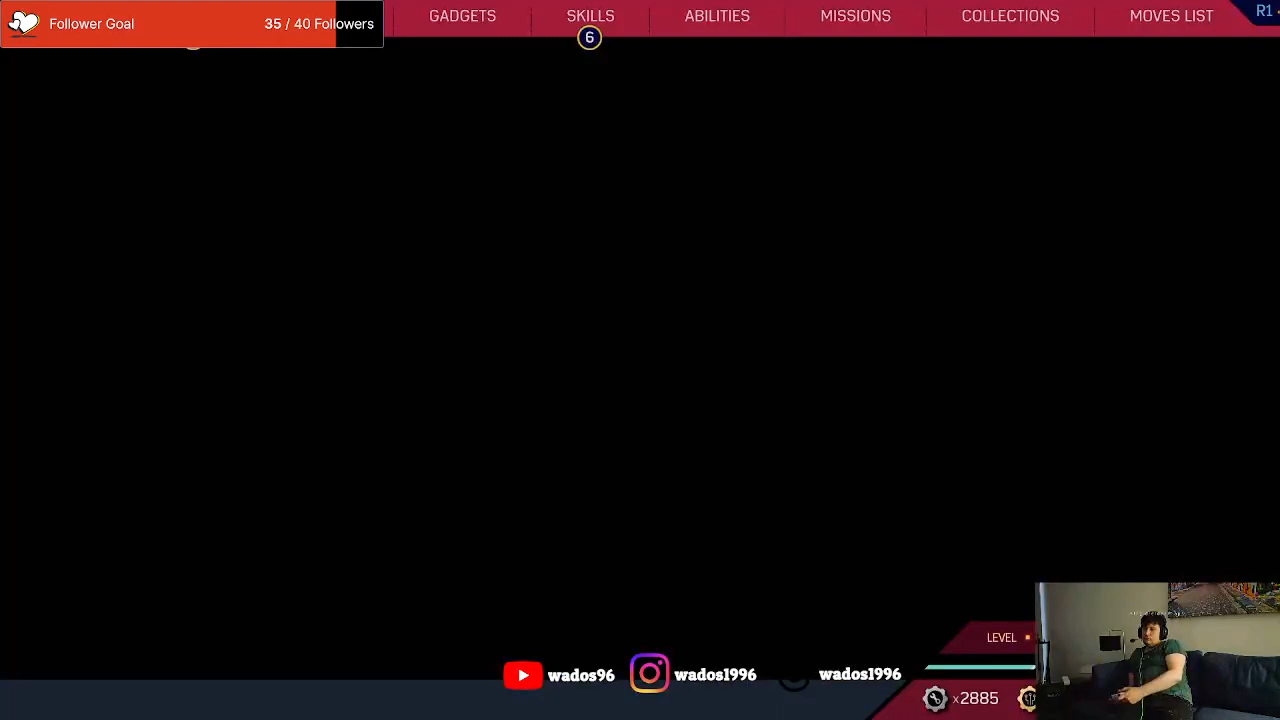 Follower Goal 35 / 40 Followers
GADGETS SKILLS ABILITIES MISSIONS COLLECTIONS MOVES LIST R1
6
LEVEL
wados96 wados1996 wados1996
x2885